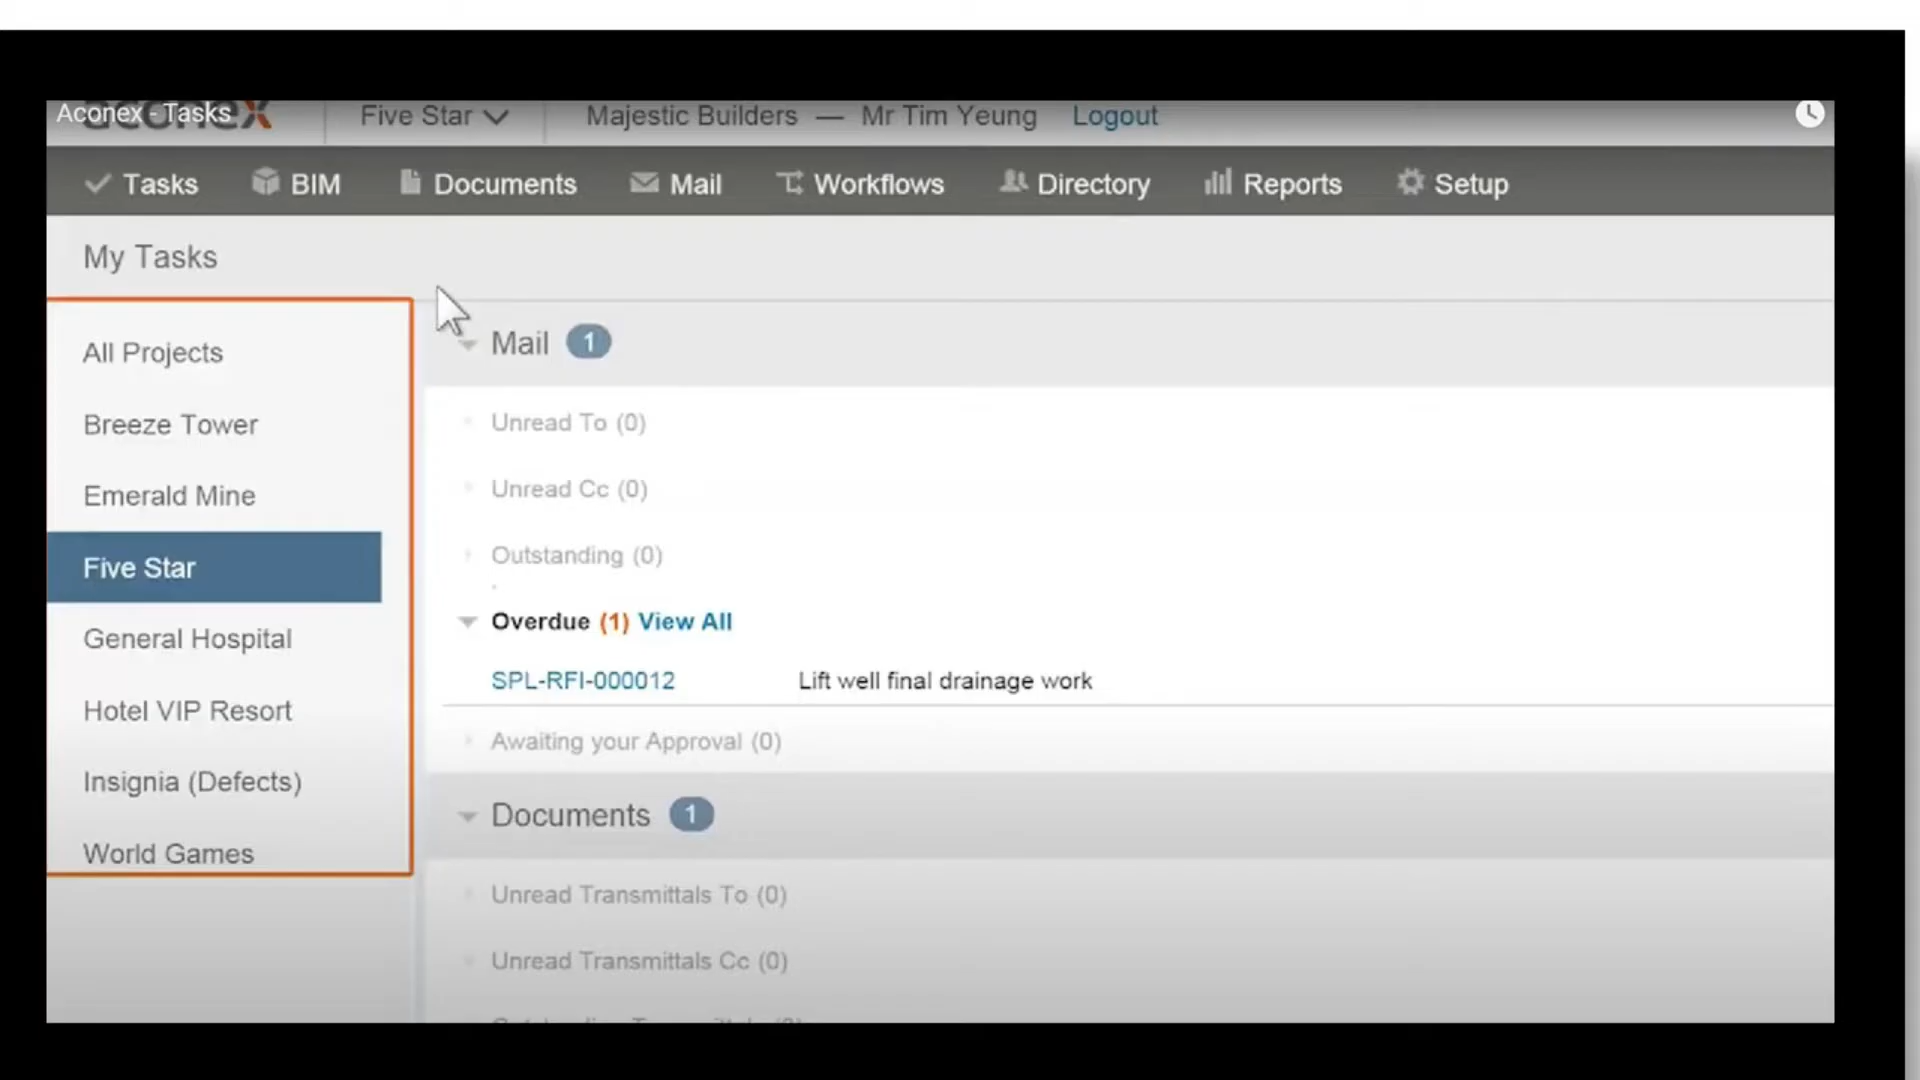 Aconex - Tasks
aconex
Five Star
Majestic Builders — Mr Tim Yeung
Logout
Tasks
BIM
Documents
Mail
Workflows
Directory
Reports
Setup
My Tasks
All Projects
Breeze Tower
Emerald Mine
Five Star
General Hospital
Hotel VIP Resort
Insignia (Defects)
World Games
Mail 1
Unread To (0)
Unread Cc (0)
Outstanding (0)
Overdue (1) View All
SPL-RFI-000012 Lift well final drainage work
Awaiting your Approval (0)
Documents 1
Unread Transmittals To (0)
Unread Transmittals Cc (0)